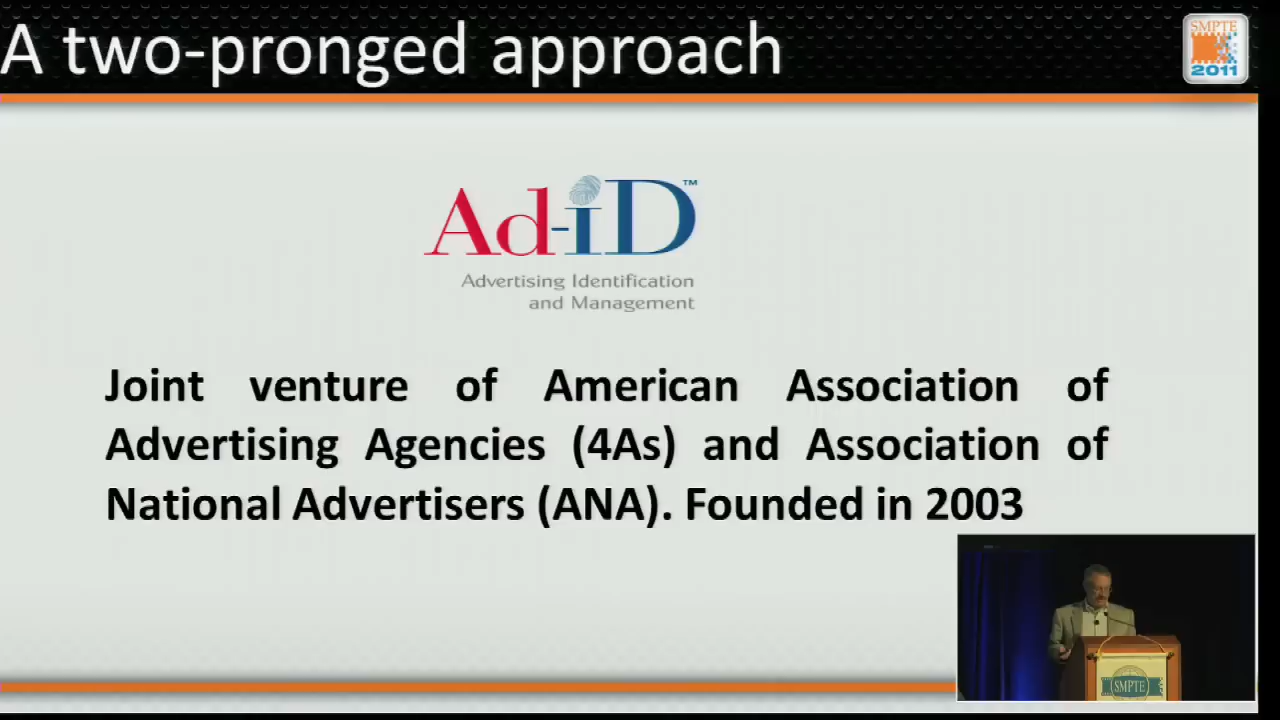 A two-pronged approach
SMPTE
2011
Ad-iD™
Advertising Identification
and Management
Joint venture of American Association of
Advertising Agencies (4As) and Association of
National Advertisers (ANA). Founded in 2003
SMPTE